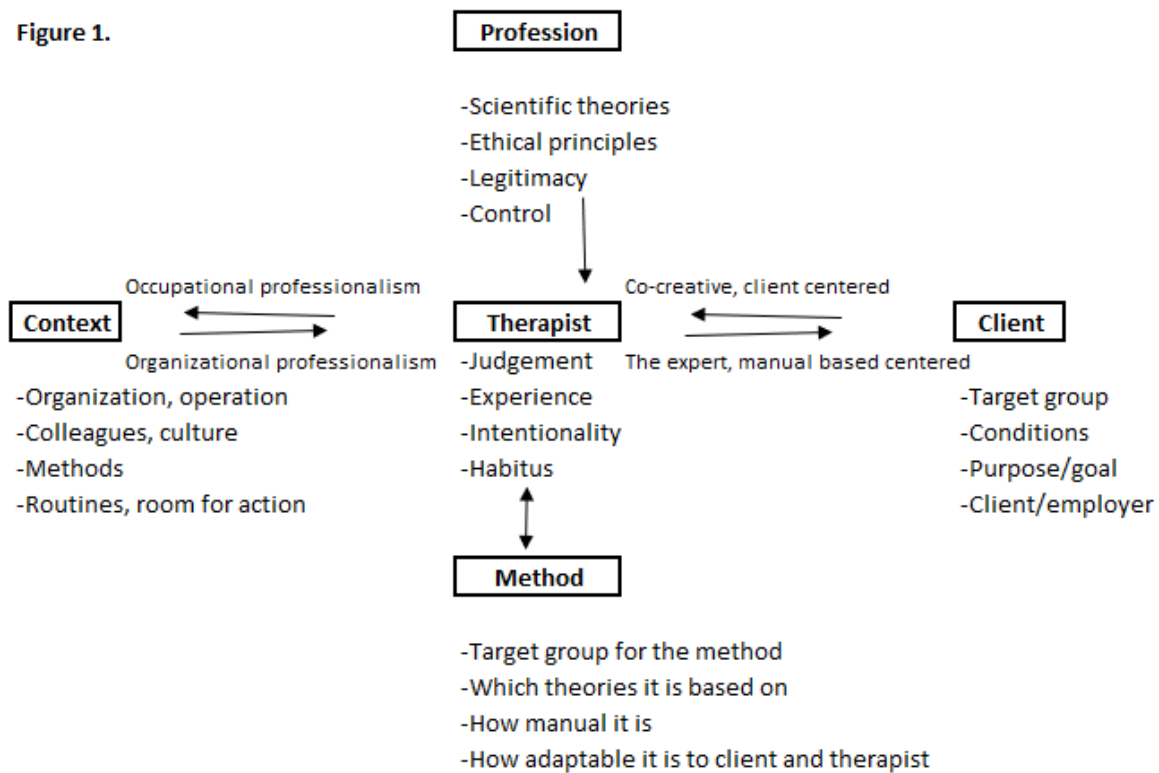 Figure 1.
Profession
-Scientific theories
-Ethical principles
-Legitimacy
-Control
Occupational professionalism
Co-creative, client centered
Context
Therapist
Client
Organizational professionalism
-Judgement
The expert, manual based centered
-Organization, operation
-Experience
-Target group
-Colleagues, culture
-Intentionality
-Conditions
-Methods
-Habitus
-Purpose/goal
-Routines, room for action
-Client/employer
Method
-Target group for the method
-Which theories it is based on
-How manual it is
-How adaptable it is to client and therapist